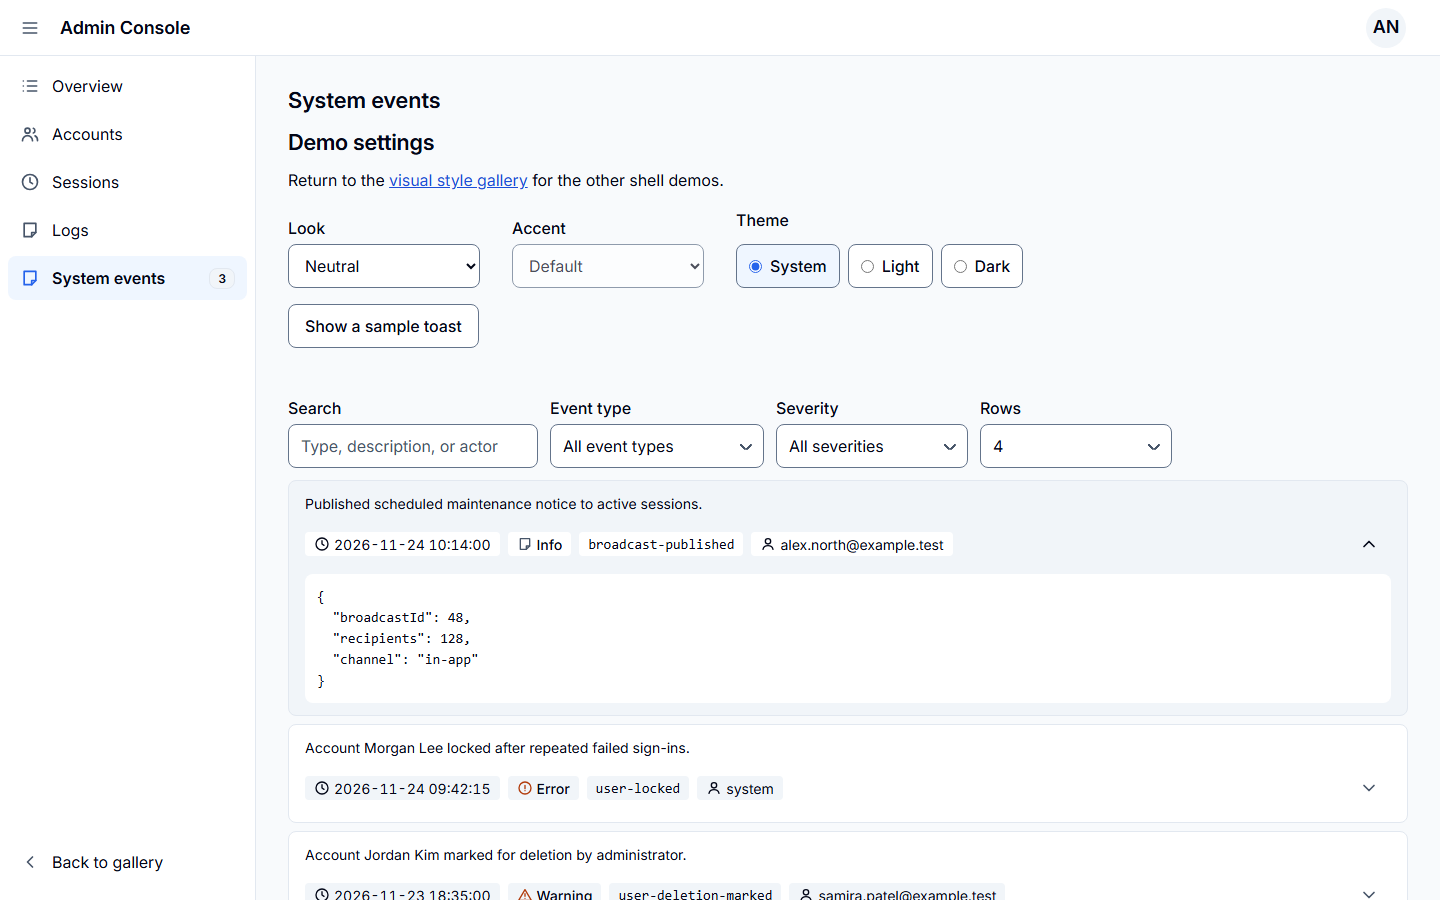 Admin Console
AN
Overview
Accounts
Sessions
Logs
System events 3
Back to gallery
System events
Demo settings
Return to the visual style gallery for the other shell demos.
Look
Neutral
Accent
Default
Theme
System
Light
Dark
Show a sample toast
Search
Type, description, or actor
Event type
All event types
Severity
All severities
Rows
4
Published scheduled maintenance notice to active sessions.
2026-11-24 10:14:00 Info broadcast-published alex.north@example.test
{
"broadcastId": 48,
"recipients": 128,
"channel": "in-app"
}
Account Morgan Lee locked after repeated failed sign-ins.
2026-11-24 09:42:15 Error user-locked system
Account Jordan Kim marked for deletion by administrator.
2026-11-23 18:35:00 Warning user-deletion-marked samira.patel@example.test